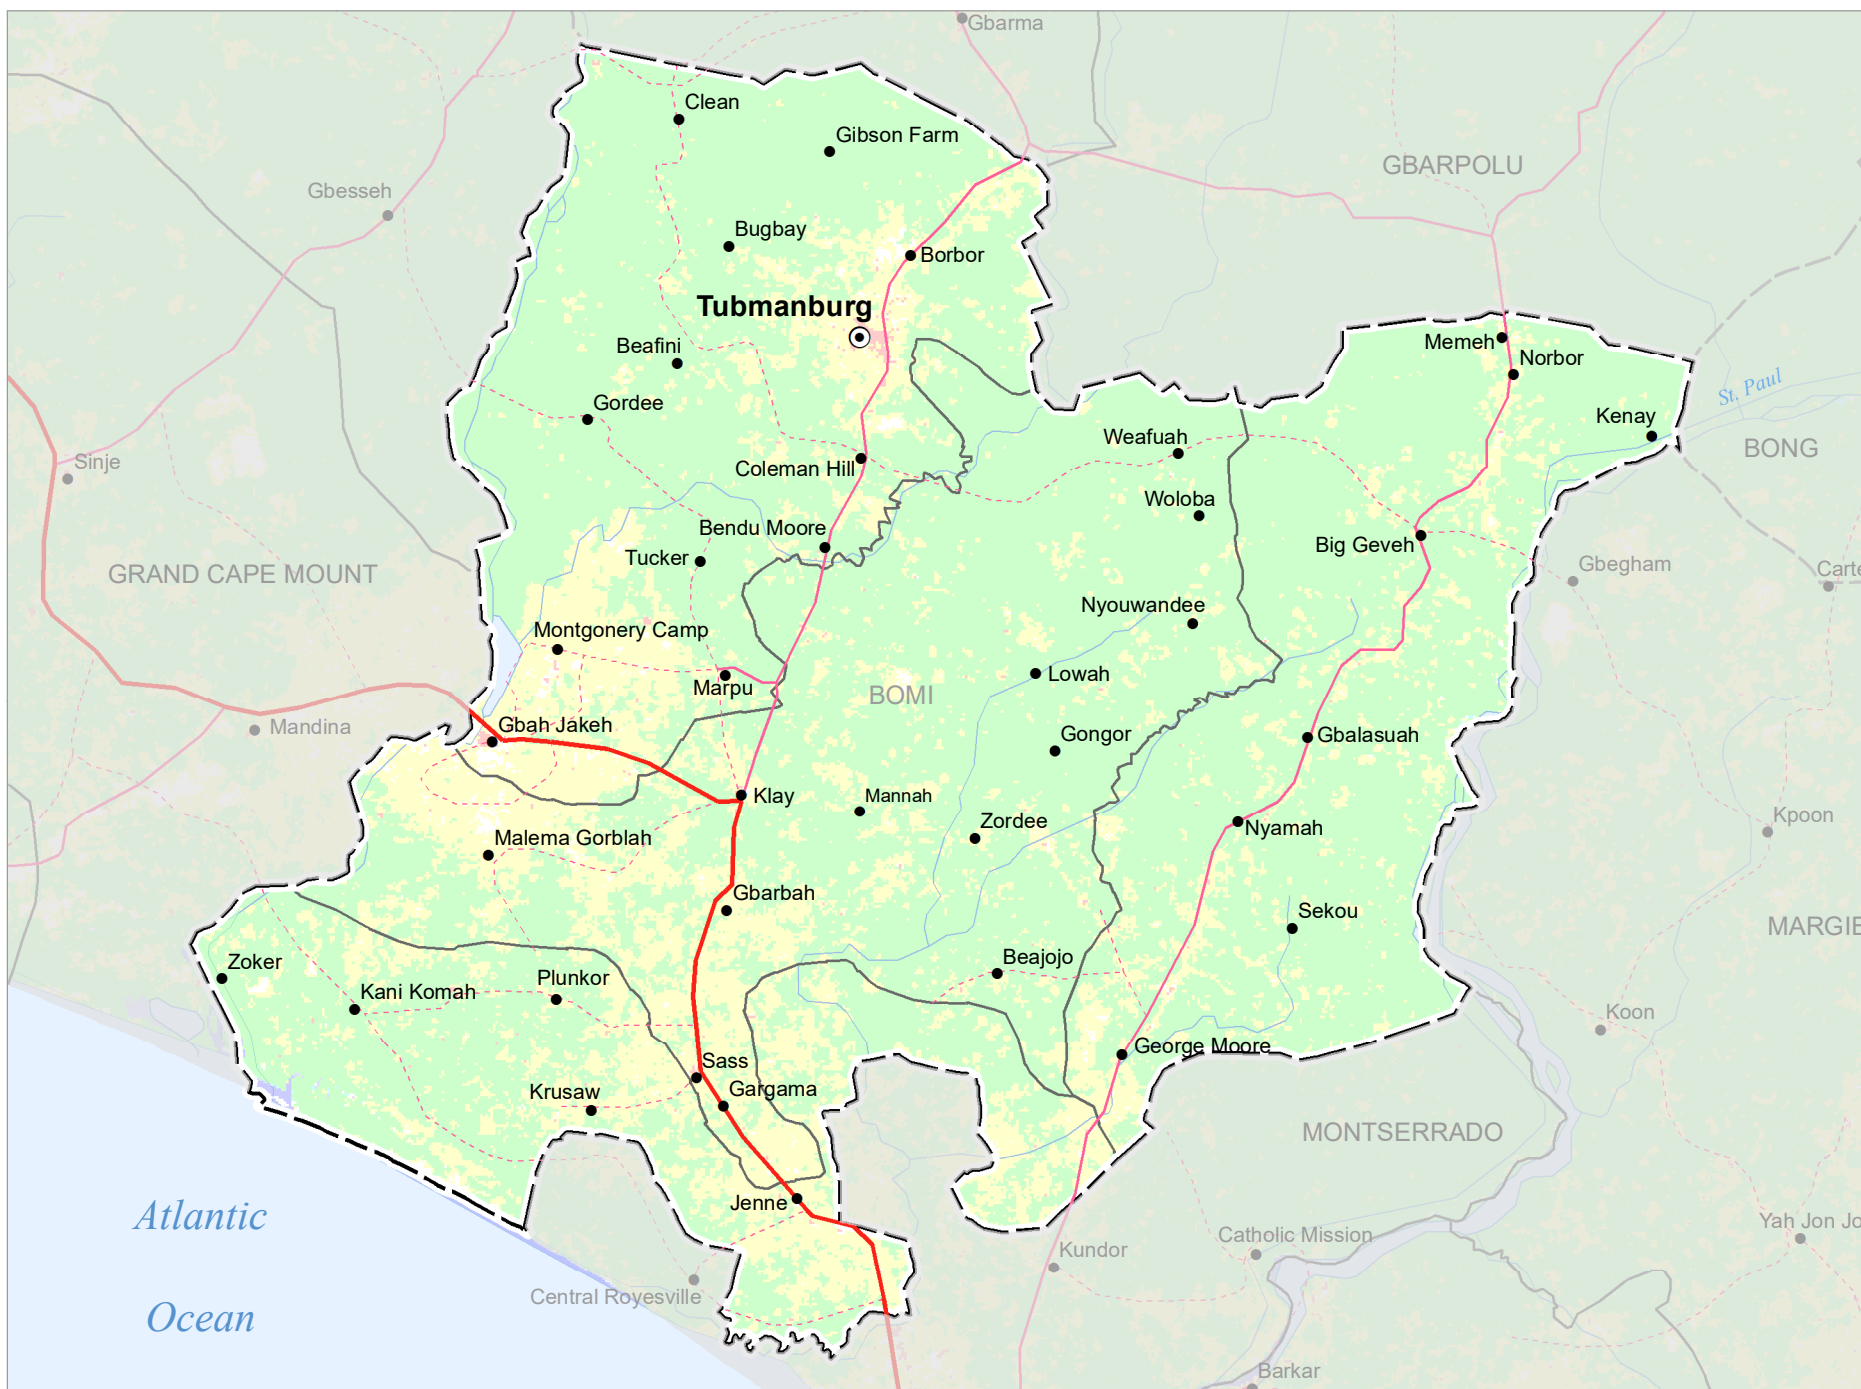 Gbarma
Clean
Gibson Farm
GBARPOLU
Gbesseh
Bugbay
Borbor
Tubmanburg
Beafini
Memeh
Norbor
St. Paul
Gordee
Kenay
Weafuah
BONG
Sinje
Coleman Hill
Woloba
Bendu Moore
Big Geveh
Tucker
Gbegham
Carte
GRAND CAPE MOUNT
Nyouwandee
Montgonery Camp
Lowah
Marpu
BOMI
Mandina
Gbah Jakeh
Gongor
Gbalasuah
Klay
Mannah
Kpoon
Zordee
Nyamah
Malema Gorblah
Gbarbah
Sekou
MARGIE
Beajojo
Zoker
Plunkor
Kani Komah
Koon
George Moore
Sass
Gargama
Krusaw
MONTSERRADO
Jenne
Atlantic
Yah Jon Jo
Catholic Mission
Kundor
Central Royesville
Ocean
Barkar